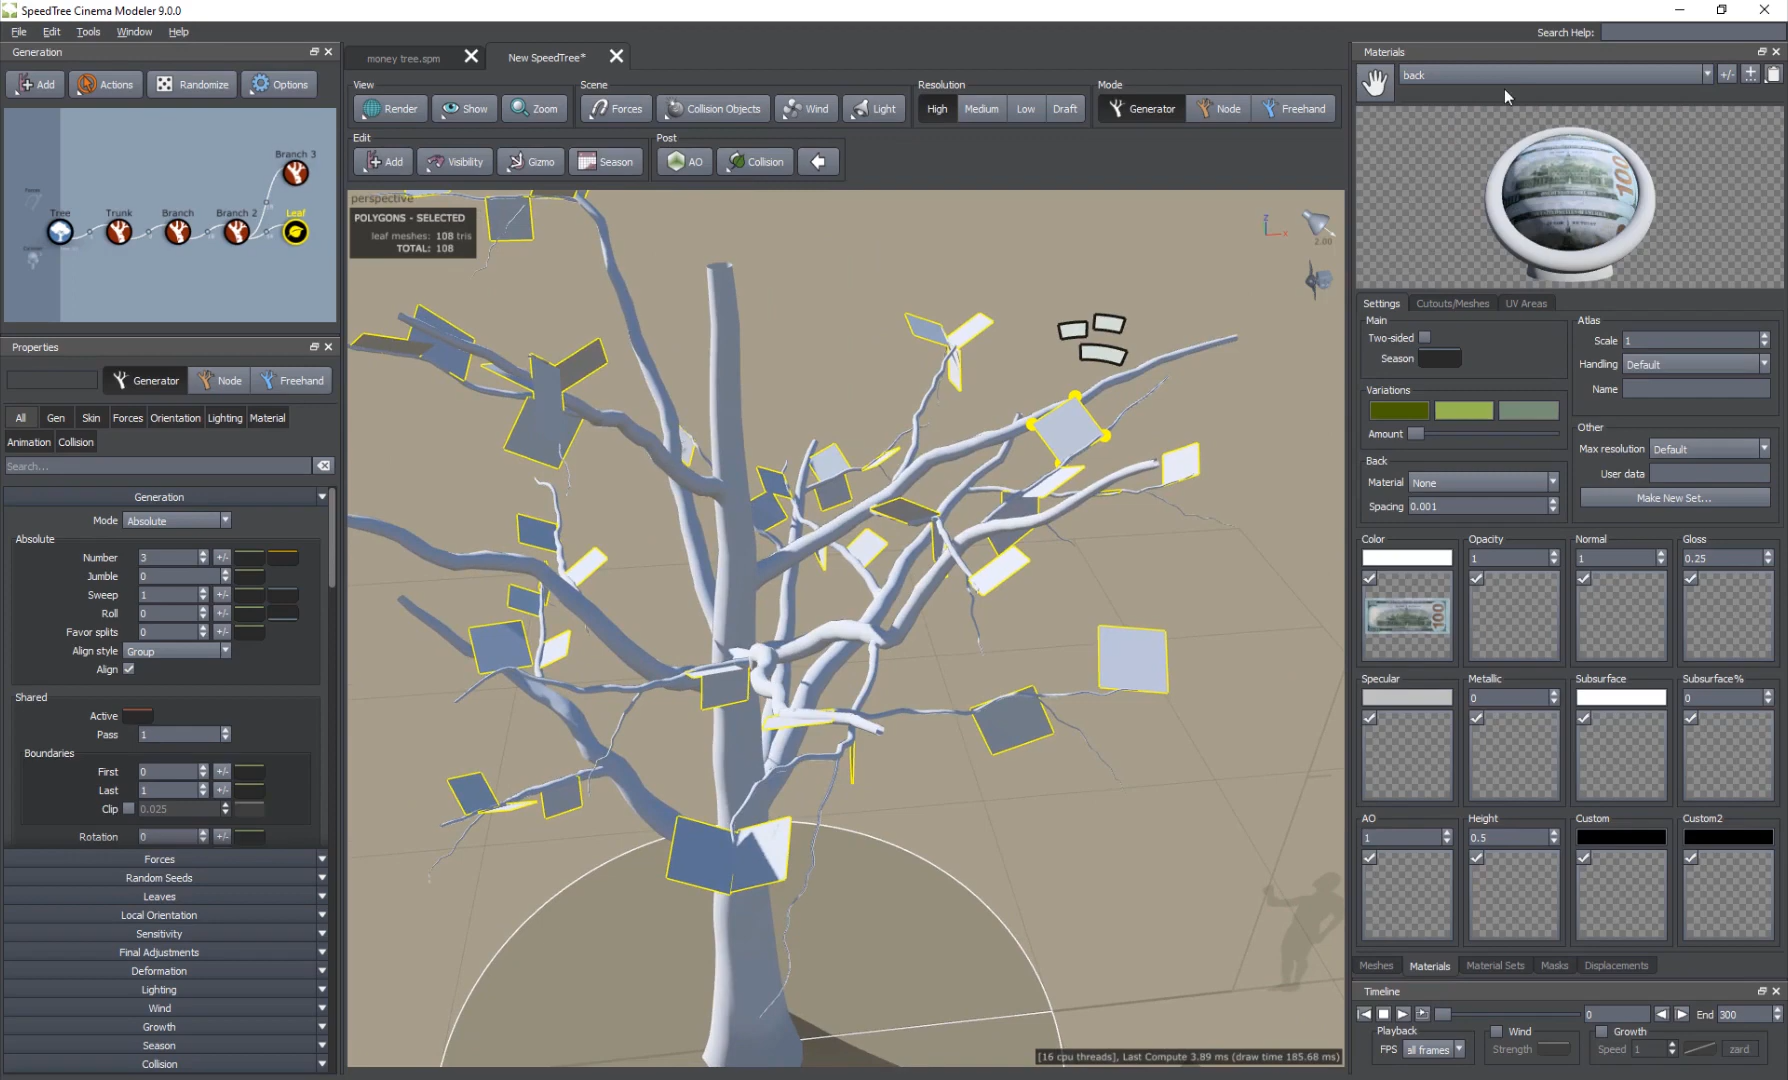 SpeedTree Cinema Modeler 9.0.0
File Edit Tools Window Help
Search Help:
Generation
Add Actions Randomize Options
Branch 3
Tree Trunk Branch Branch 2 Leaf
Properties
Generator Node Freehand
All Gen Skin Forces Orientation Lighting Material
Animation Collision
Search...
Generation
Mode Absolute
Absolute
Number 3 +/-
Jumble 0
Sweep 1 +/-
Roll 0 +/-
Favor splits 0 +/-
Align style Group
Align
Shared
Active
Pass 1
Boundaries
First 0 +/-
Last 1 +/-
Clip 0.025
Rotation 0 +/-
Forces
Random Seeds
Leaves
Local Orientation
Sensitivity
Final Adjustments
Deformation
Lighting
Wind
Growth
Season
Collision
money tree.spm New SpeedTree*
View Scene Resolution Mode
Render Show Zoom Forces Collision Objects Wind Light High Medium Low Draft Generator Node Freehand
Edit Post
Add Visibility Gizmo Season AO Collision
perspective
POLYGONS - SELECTED
leaf meshes: 108 tris
TOTAL: 108
Z
X
2.00
[16 cpu threads], Last Compute 3.89 ms (draw time 185.68 ms)
Materials
back +/-
100
Settings Cutouts/Meshes UV Areas
Main
Two-sided
Season
Variations
Amount
Back
Material None
Spacing 0.001
Atlas
Scale 1
Handling Default
Name
Other
Max resolution Default
User data
Make New Set...
Color Opacity Normal Gloss
1 1 0.25
100
Specular Metallic Subsurface Subsurface%
0 0
AO Height Custom Custom2
1 0.5
Meshes Materials Material Sets Masks Displacements
Timeline
0 End 300
Playback Wind Growth
FPS all frames Strength Speed 1 zard